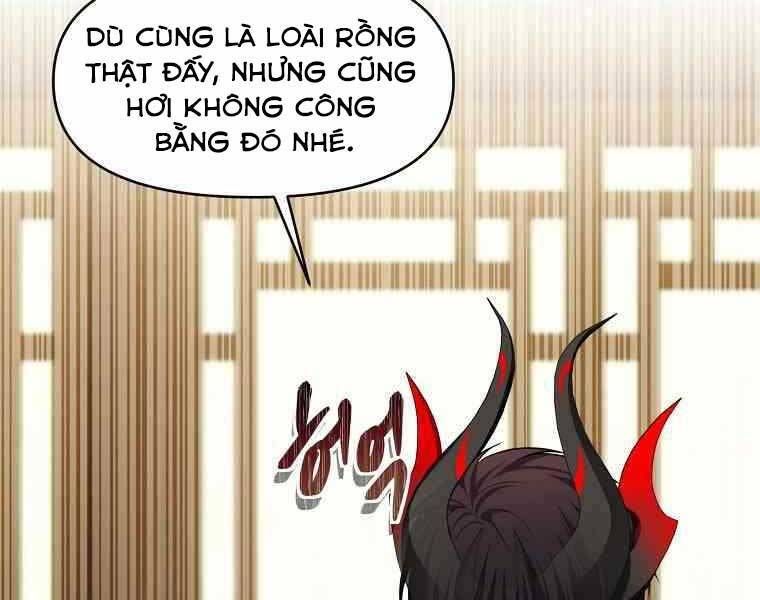 DÙ CÙNG LÀ LOÀI RỒNG
THẬT ĐẤY, NHƯNG CŨNG
HƠI KHÔNG CÔNG
BẰNG ĐÓ NHÉ.
허억